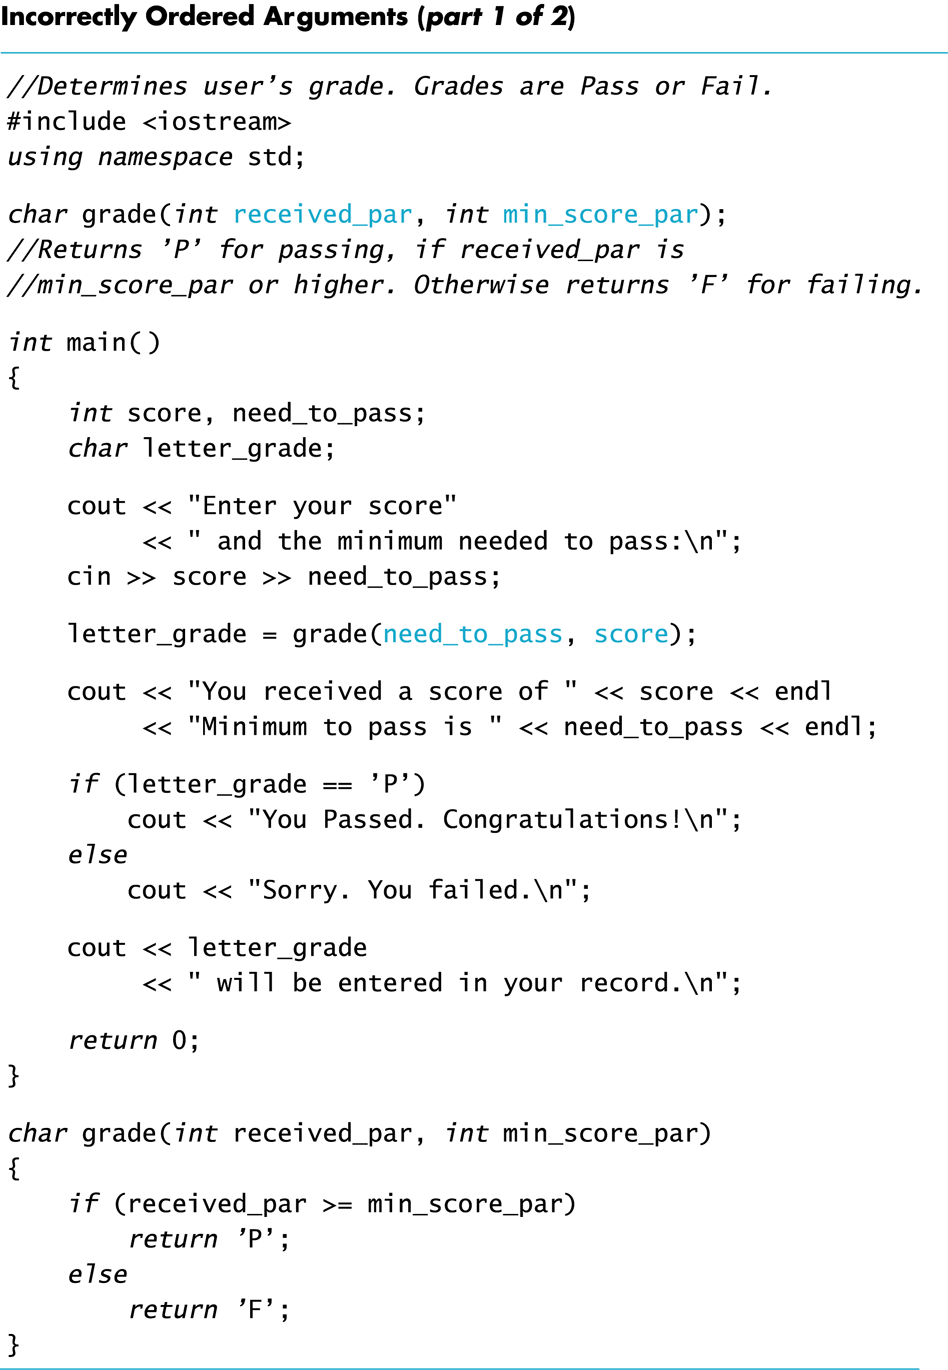 Incorrectly Ordered Arguments (part 1 of 2)
//Determines user’s grade. Grades are Pass or Fail.
#include <iostream>
using namespace std;
char grade(int received_par, int min_score_par);
//Returns ’P’ for passing, if received_par is
//min_score_par or higher. Otherwise returns ’F’ for failing.
int main()
{
    int score, need_to_pass;
    char letter_grade;
    cout << "Enter your score"
         << " and the minimum needed to pass:\n";
    cin >> score >> need_to_pass;
    letter_grade = grade(need_to_pass, score);
    cout << "You received a score of " << score << endl
         << "Minimum to pass is " << need_to_pass << endl;
    if (letter_grade == ’P’)
        cout << "You Passed. Congratulations!\n";
    else
        cout << "Sorry. You failed.\n";
    cout << letter_grade
         << " will be entered in your record.\n";
    return 0;
}
char grade(int received_par, int min_score_par)
{
    if (received_par >= min_score_par)
        return ’P’;
    else
        return ’F’;
}